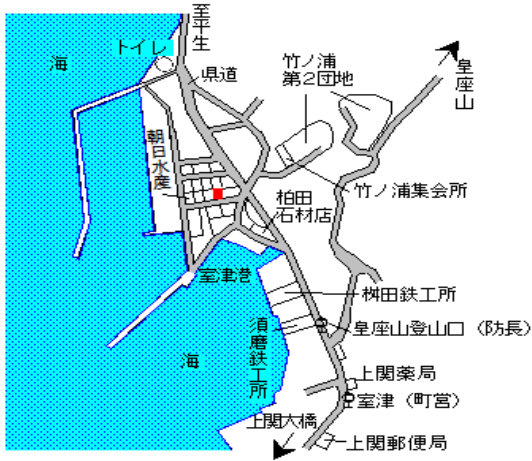 至平生
トイレ
海
県道
竹ノ浦
第2団地
皇座山
朝日水産
竹ノ浦集会所
柏田
石材店
室津港
桝田鉄工所
皇座山登山口（防長）
須磨鉄工所
海
上関薬局
室津（町営）
上関大橋
上関郵便局